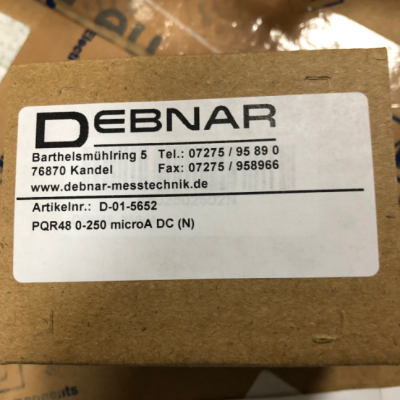 DEBNAR
Barthelsmühlring 5 Tel.: 07275 / 95 89 0
76870 Kandel Fax: 07275 / 958966
www.debnar-messtechnik.de
Artikelnr.: D-01-5652
PQR48 0-250 microA DC (N)